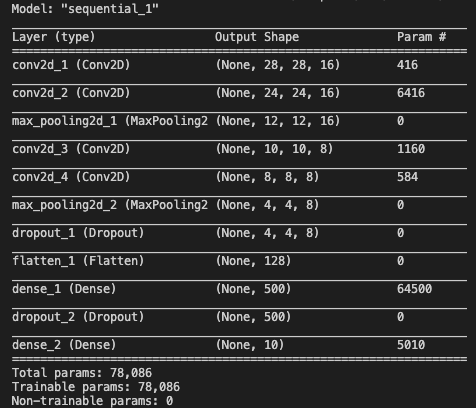 Model: "sequential_1"
Layer (type) Output Shape Param #
conv2d_1 (Conv2D) (None, 28, 28, 16) 416
conv2d_2 (Conv2D) (None, 24, 24, 16) 6416
max_pooling2d_1 (MaxPooling2 (None, 12, 12, 16) 0
conv2d_3 (Conv2D) (None, 10, 10, 8) 1160
conv2d_4 (Conv2D) (None, 8, 8, 8) 584
max_pooling2d_2 (MaxPooling2 (None, 4, 4, 8) 0
dropout_1 (Dropout) (None, 4, 4, 8) 0
flatten_1 (Flatten) (None, 128) 0
dense_1 (Dense) (None, 500) 64500
dropout_2 (Dropout) (None, 500) 0
dense_2 (Dense) (None, 10) 5010
Total params: 78,086
Trainable params: 78,086
Non-trainable params: 0